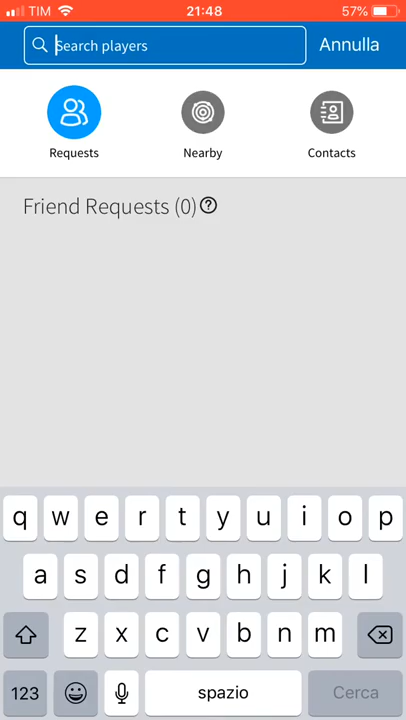 TIM 21:48 57%
Search players Annulla
Requests Nearby Contacts
Friend Requests (0)?
q w e r t y u i o p
a s d f g h j k l
z x c v b n m
123 spazio Cerca